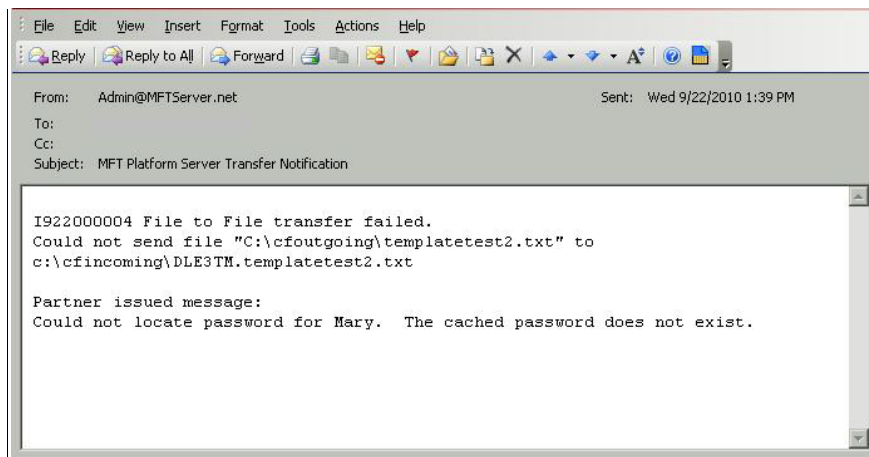 File Edit View Insert Format Tools Actions Help
Reply Reply to All Forward
From: Admin@MFTServer.net Sent: Wed 9/22/2010 1:39 PM
To:
Cc:
Subject: MFT Platform Server Transfer Notification
I922000004 File to File transfer failed.
Could not send file "C:\cfoutgoing\templatetest2.txt" to
c:\cfincoming\DLE3TM.templatetest2.txt
Partner issued message:
Could not locate password for Mary. The cached password does not exist.